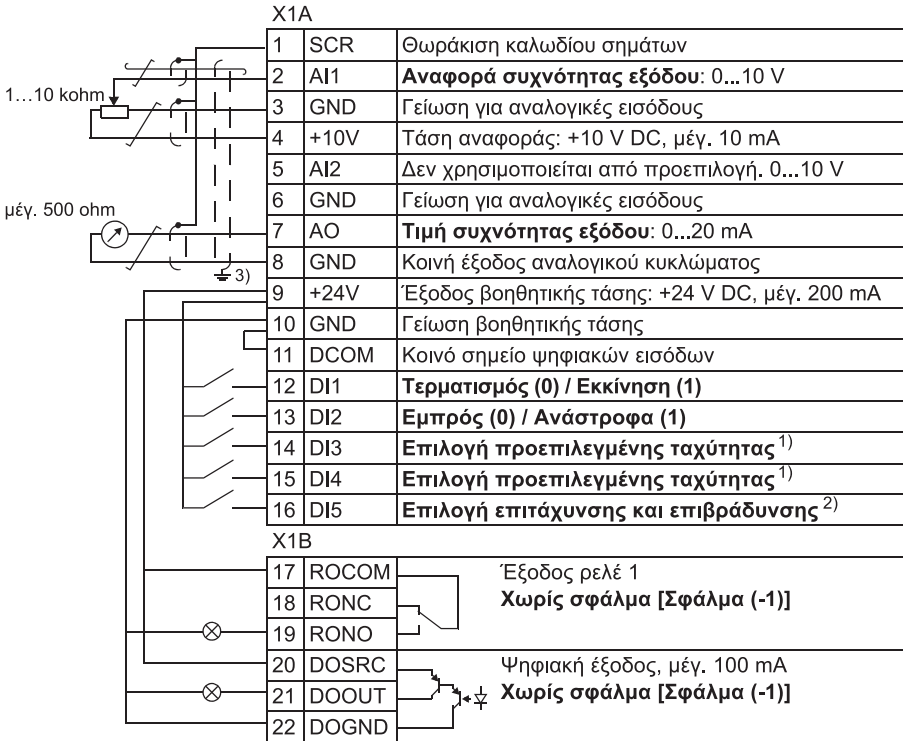 X1A
1 SCR Θωράκιση καλωδίου σημάτων
2 AI1 Αναφορά συχνότητας εξόδου: 0...10 V
1…10 kohm
3 GND Γείωση για αναλογικές εισόδους
4 +10V Τάση αναφοράς: +10 V DC, μέγ. 10 mA
5 AI2 Δεν χρησιμοποιείται από προεπιλογή. 0...10 V
6 GND Γείωση για αναλογικές εισόδους
μέγ. 500 ohm
7 AO Τιμή συχνότητας εξόδου: 0...20 mA
8 GND Κοινή έξοδος αναλογικού κυκλώματος
3)
9 +24V Έξοδος βοηθητικής τάσης: +24 V DC, μέγ. 200 mA
10 GND Γείωση βοηθητικής τάσης
11 DCOM Κοινό σημείο ψηφιακών εισόδων
12 DI1 Τερματισμός (0) / Εκκίνηση (1)
13 DI2 Εμπρός (0) / Ανάστροφα (1)
14 DI3 Επιλογή προεπιλεγμένης ταχύτητας 1)
15 DI4 Επιλογή προεπιλεγμένης ταχύτητας 1)
16 DI5 Επιλογή επιτάχυνσης και επιβράδυνσης 2)
X1B
17 ROCOM Έξοδος ρελέ 1
18 RONC Χωρίς σφάλμα [Σφάλμα (-1)]
19 RONO
20 DOSRC Ψηφιακή έξοδος, μέγ. 100 mA
21 DOOUT Χωρίς σφάλμα [Σφάλμα (-1)]
22 DOGND